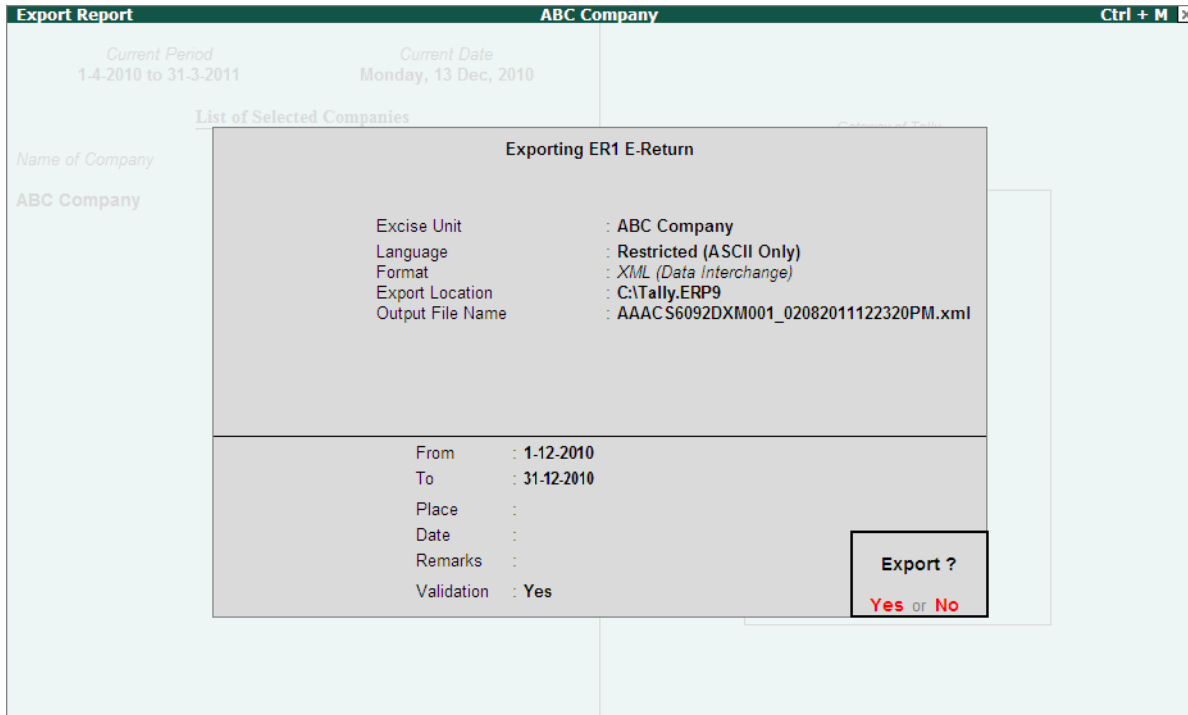 Export Report ABC Company Ctrl + M
Current Period Current Date
1-4-2010 to 31-3-2011 Monday, 13 Dec, 2010
List of Selected Companies
Name of Company
ABC Company
Exporting ER1 E-Return
Excise Unit : ABC Company
Language : Restricted (ASCII Only)
Format : XML (Data Interchange)
Export Location : C:\Tally.ERP9
Output File Name : AAACS6092DXM001_02082011122320PM.xml
From : 1-12-2010
To : 31-12-2010
Place :
Date :
Remarks :
Validation : Yes
Export ?
Yes or No